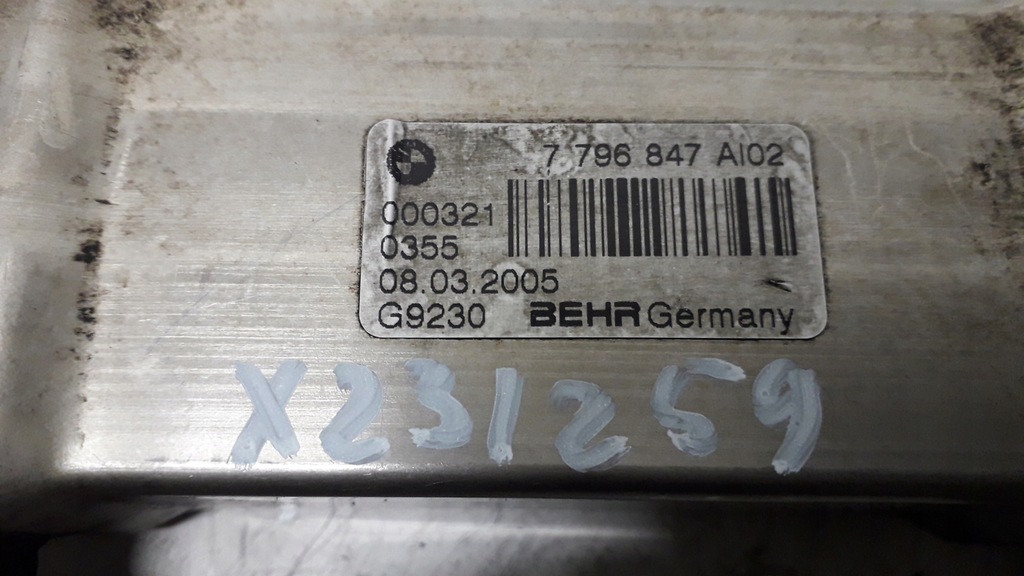 7 796 847 AI02
000321
0355
08.03.2005
G9230 BEHR Germany
X231259